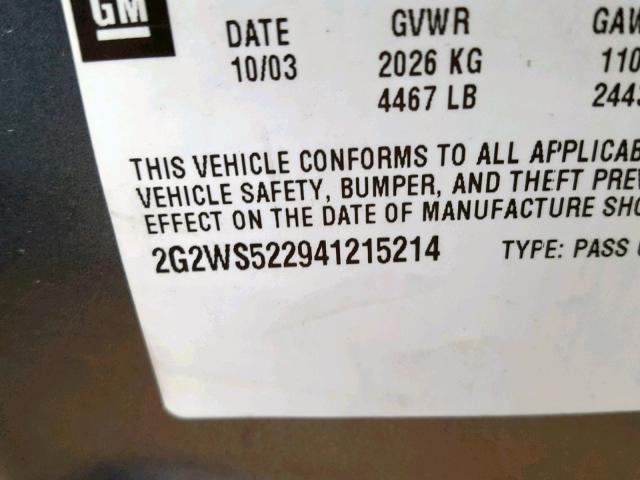 GM
DATE GVWR
10/03 2026 KG
4467 LB
THIS VEHICLE CONFORMS TO ALL
VEHICLE SAFETY, BUMPER, AND THEFT
EFFECT ON THE DATE OF MANUFACTURE
2G2WS522941215214 TYPE: PASS